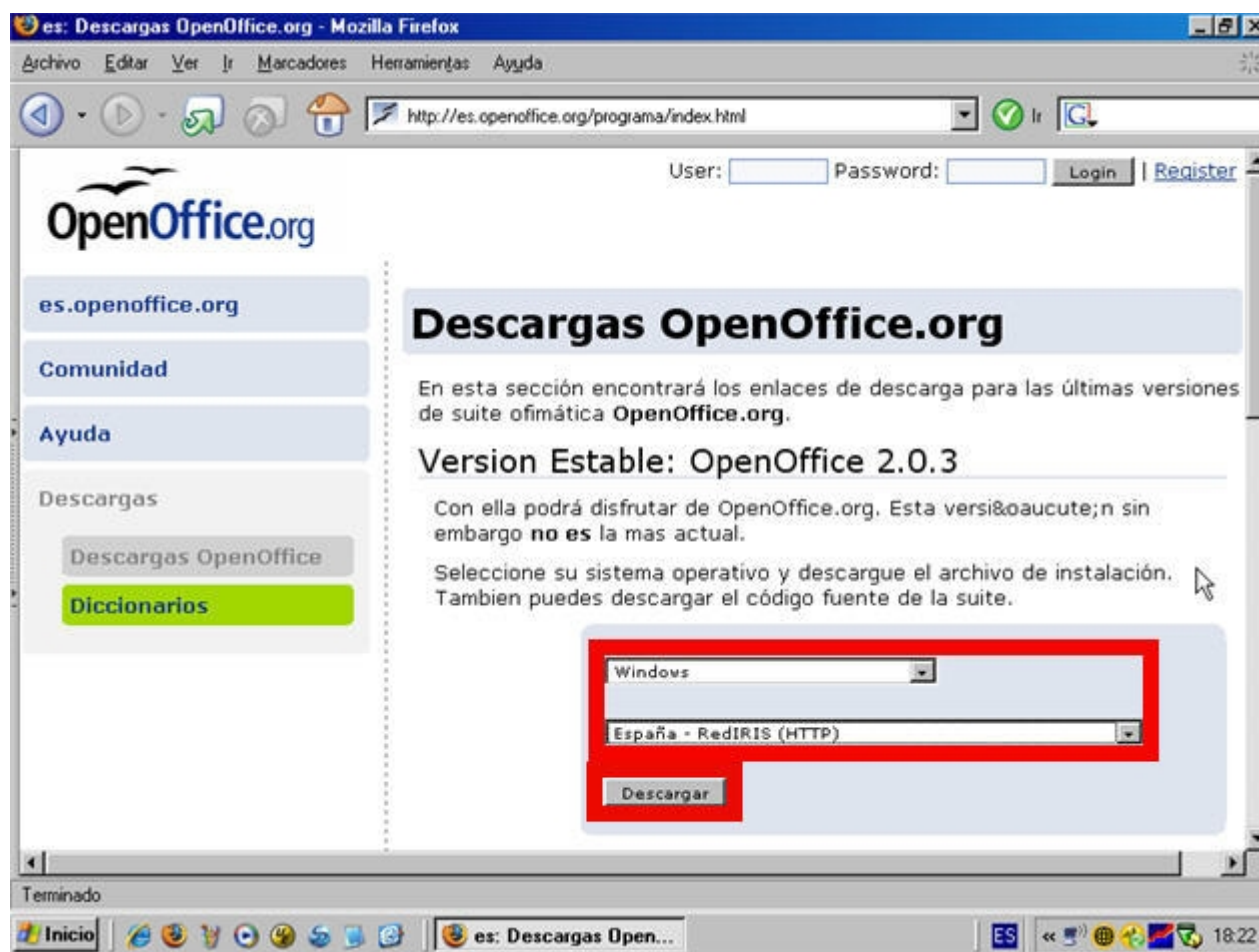 es: Descargas OpenOffice.org - Mozilla Firefox
Archivo Editar Ver Ir Marcadores Herramientas Ayuda
http://es.openoffice.org/programa/index.html Ir G
User: Password: Login | Register
OpenOffice.org
es.openoffice.org
Comunidad
Ayuda
Descargas
Descargas OpenOffice
Diccionarios
Descargas OpenOffice.org
En esta sección encontrará los enlaces de descarga para las últimas versiones
de suite ofimática OpenOffice.org.
Version Estable: OpenOffice 2.0.3
Con ella podrá disfrutar de OpenOffice.org. Esta versi&oaucute;n sin
embargo no es la mas actual.
Seleccione su sistema operativo y descargue el archivo de instalación.
Tambien puedes descargar el código fuente de la suite.
Windows
España - RedIRIS (HTTP)
Descargar
Terminado
Inicio es: Descargas Open... ES « 18:22